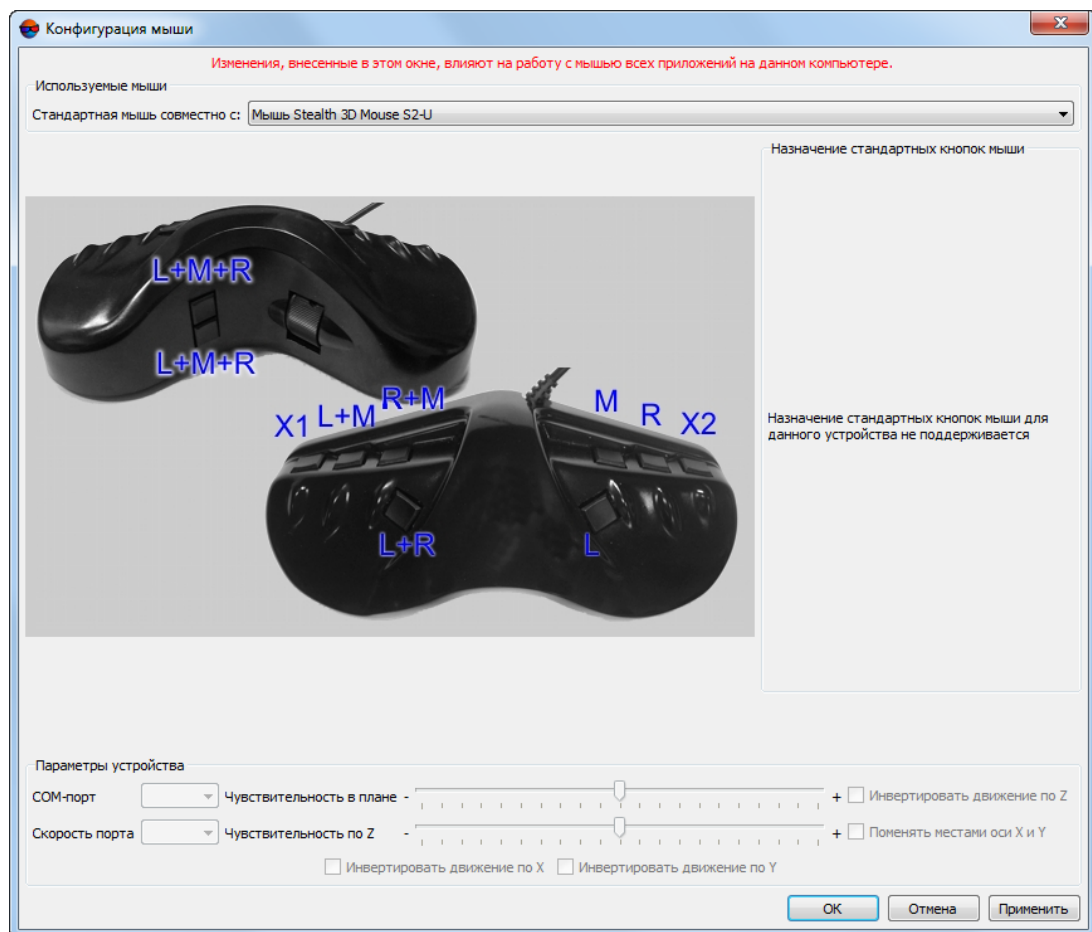 Конфигурация мыши
Изменения, внесенные в этом окне, влияют на работу с мышью всех приложений на данном компьютере.
Используемые мыши
Стандартная мышь совместно с: Мышь Stealth 3D Mouse S2-U
Назначение стандартных кнопок мыши
L+M+R
L+M+R
X1 L+M R+M M R X2
L+R L
Назначение стандартных кнопок мыши для
данного устройства не поддерживается
Параметры устройства
COM-порт Чувствительность в плане - + Инвертировать движение по Z
Скорость порта Чувствительность по Z - + Поменять местами оси X и Y
Инвертировать движение по X Инвертировать движение по Y
OK Отмена Применить